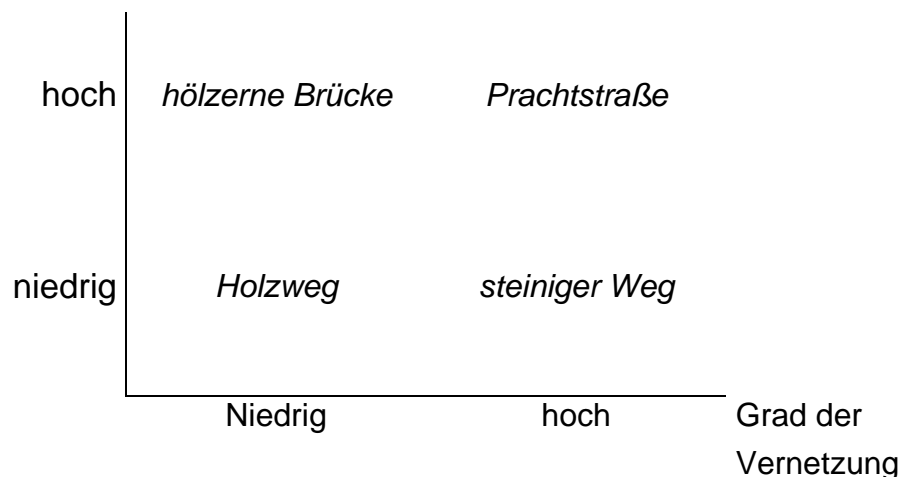 hoch hölzerne Brücke Prachtstraße
niedrig Holzweg steiniger Weg
Niedrig hoch Grad der
Vernetzung